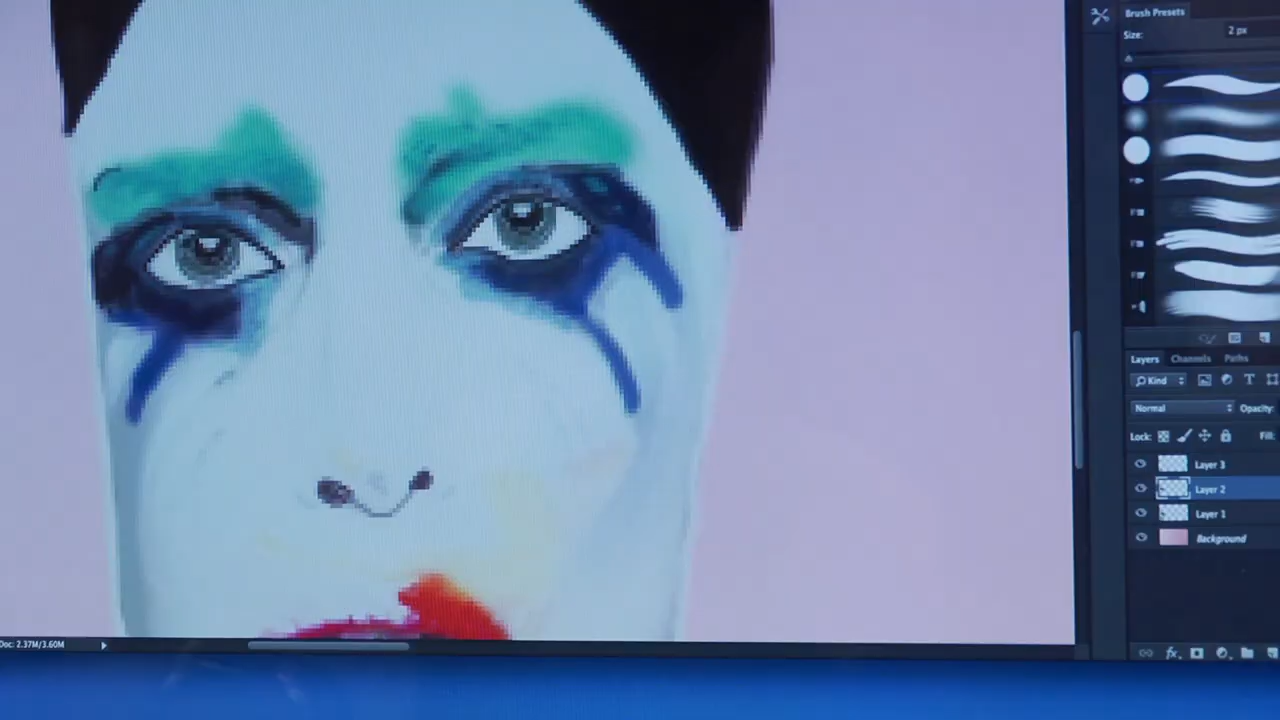 Brush Presets
Size:
2 px
Layers
Channels
Paths
Kind
T
Normal
Opacity:
Lock:
Fill:
Layer 3
Layer 2
Layer 1
Background
Doc: 2.37M/3.60M
fx.